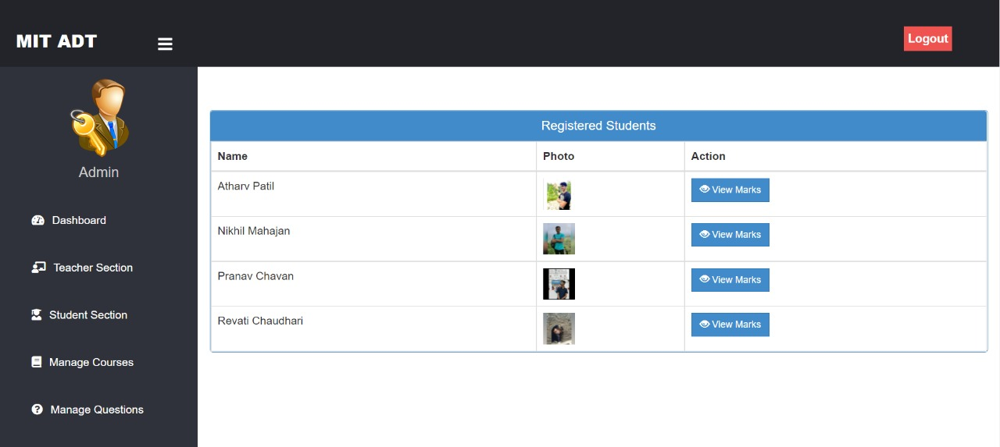 MIT ADT
Logout
Admin
Dashboard
Teacher Section
Student Section
Manage Courses
Manage Questions
Registered Students
Name Photo Action
Atharv Patil View Marks
Nikhil Mahajan View Marks
Pranav Chavan View Marks
Revati Chaudhari View Marks